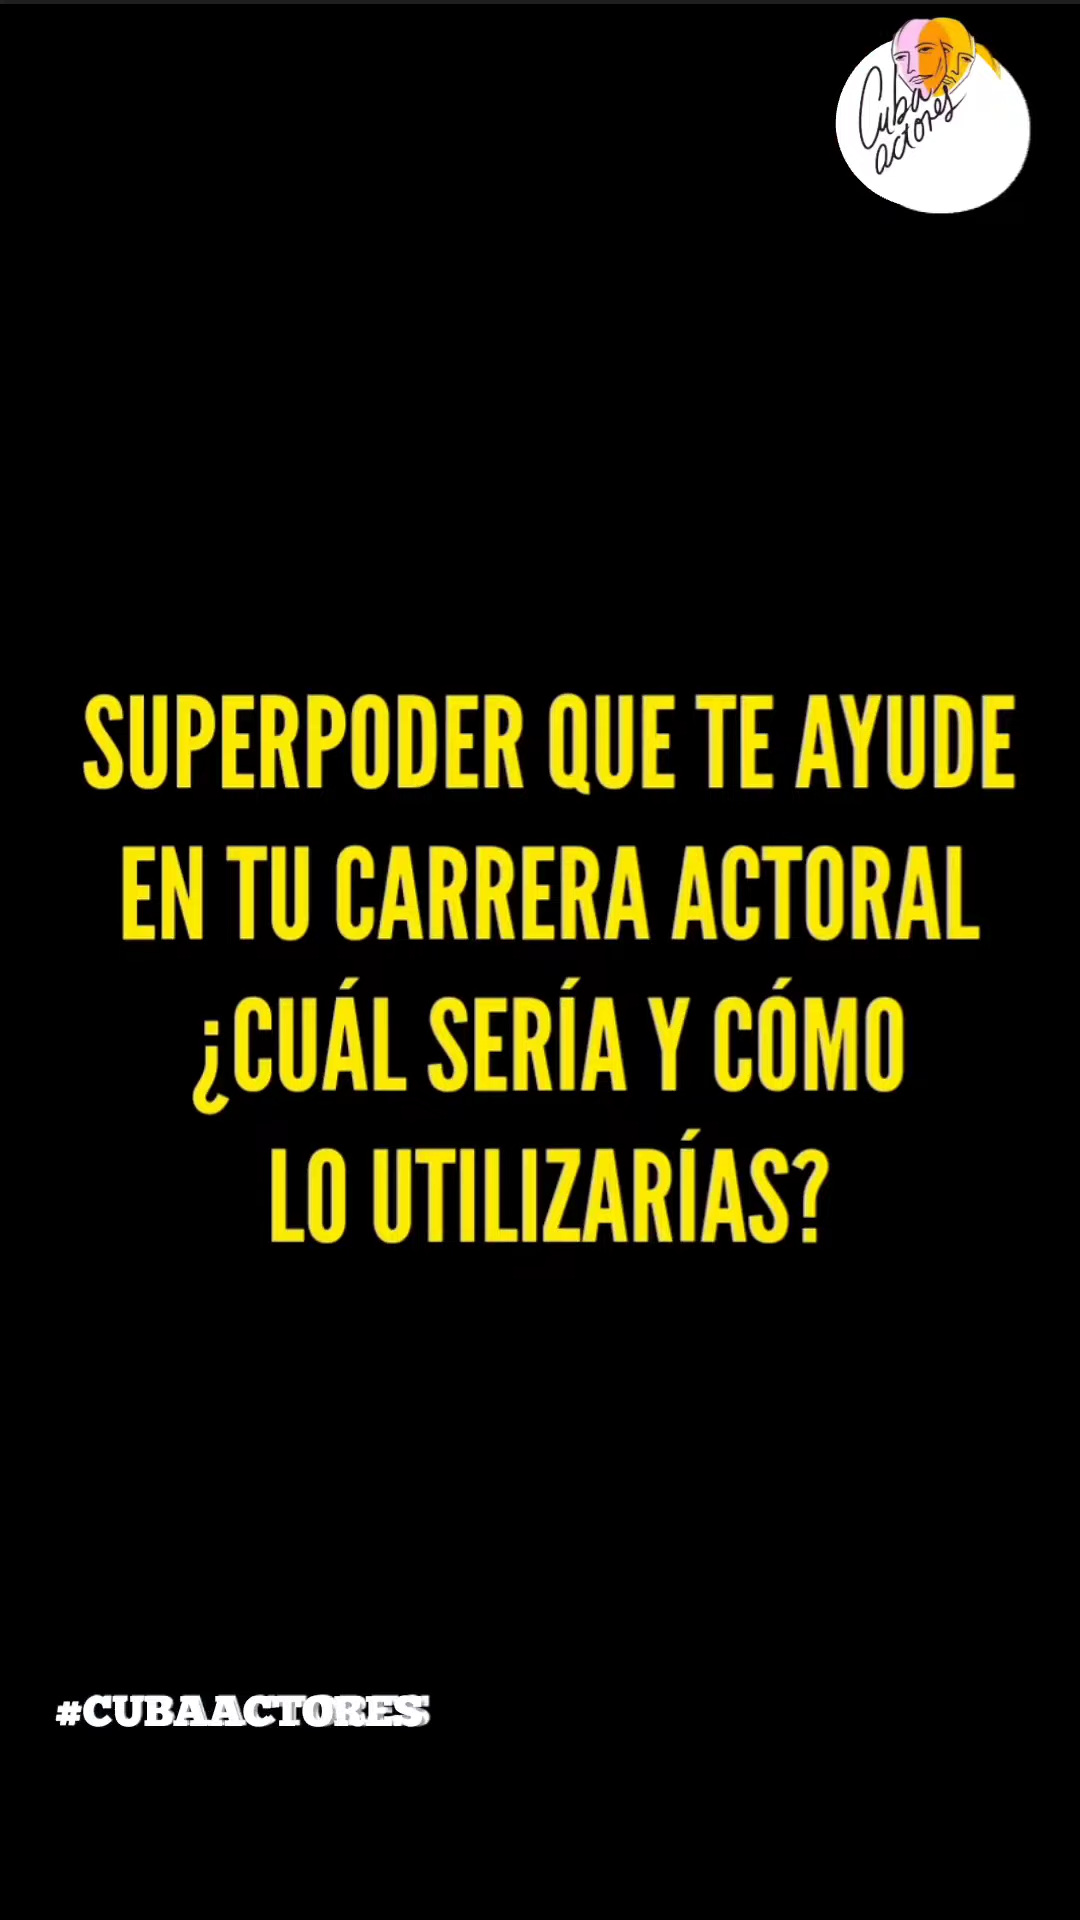 Cuba
actores
SUPERPODER QUE TE AYUDE
EN TU CARRERA ACTORAL
¿CUÁL SERÍA Y CÓMO
LO UTILIZARÍAS?
#CUBAACTORES